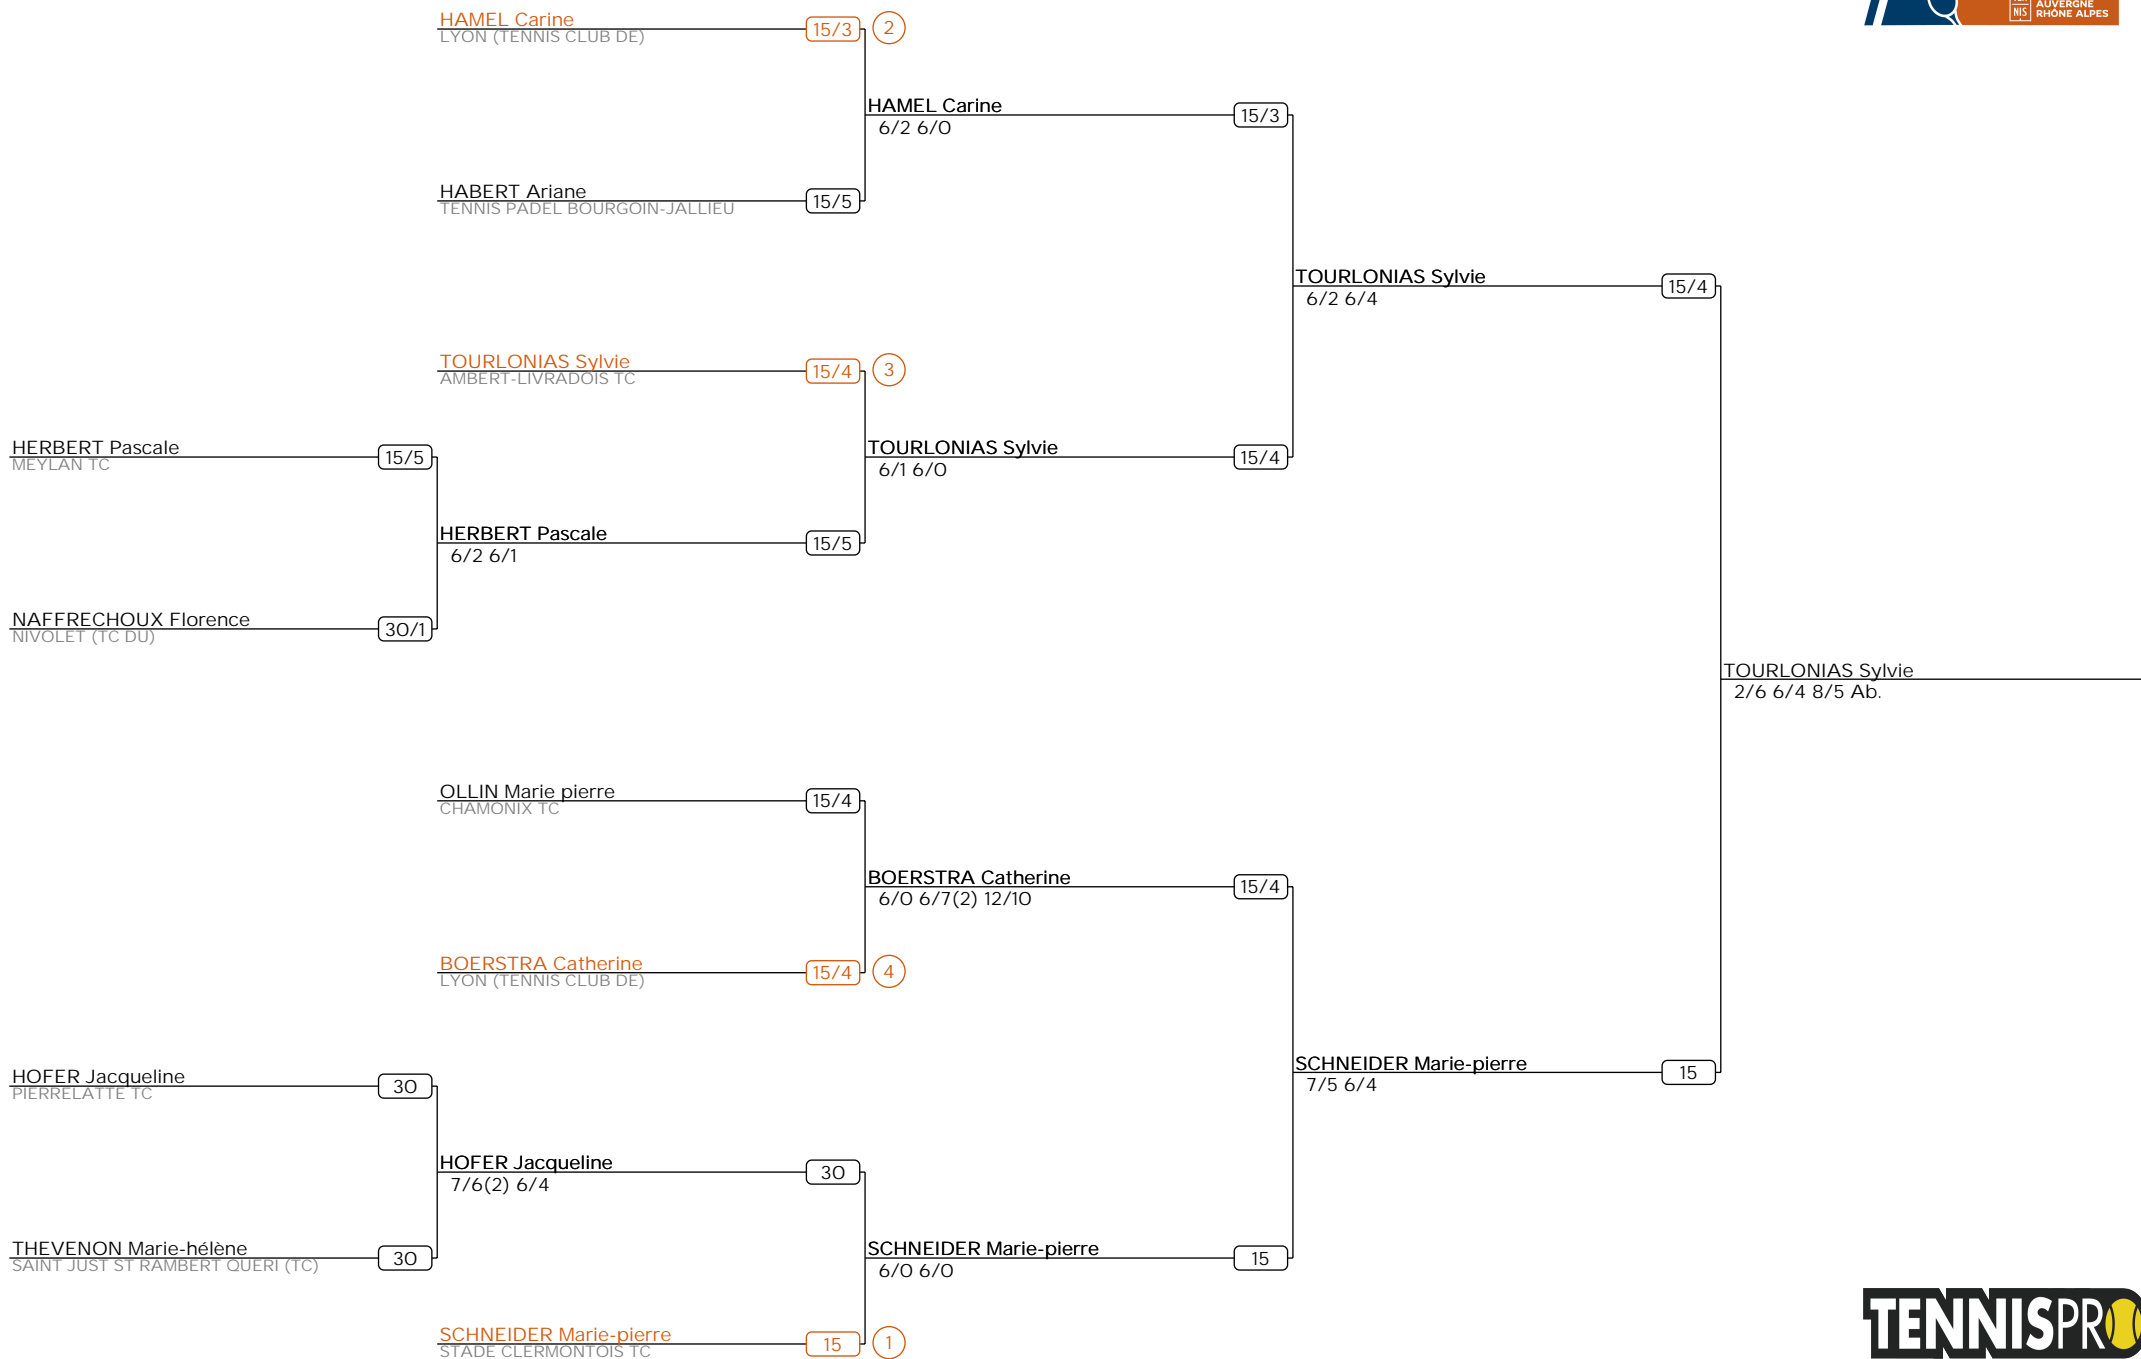 HAMEL Carine
LYON (TENNIS CLUB DE)
15/3
2
AUVERGNE
RHÔNE ALPES
NIS
HAMEL Carine
6/2 6/0
15/3
HABERT Ariane
TENNIS PADEL BOURGOIN-JALLIEU
15/5
TOURLONIAS Sylvie
6/2 6/4
15/4
TOURLONIAS Sylvie
AMBERT-LIVRADOIS TC
15/4
3
HERBERT Pascale
MEYLAN TC
15/5
TOURLONIAS Sylvie
6/1 6/0
15/4
HERBERT Pascale
6/2 6/1
15/5
NAFFRECHOUX Florence
NIVOLET (TC DU)
30/1
TOURLONIAS Sylvie
2/6 6/4 8/5 Ab.
OLLIN Marie pierre
CHAMONIX TC
15/4
BOERSTRA Catherine
6/0 6/7(2) 12/10
15/4
BOERSTRA Catherine
LYON (TENNIS CLUB DE)
15/4
4
HOFER Jacqueline
PIERRELATTE TC
30
SCHNEIDER Marie-pierre
7/5 6/4
15
HOFER Jacqueline
7/6(2) 6/4
30
THEVENON Marie-hélène
SAINT JUST ST RAMBERT QUERI (TC)
30
SCHNEIDER Marie-pierre
6/0 6/0
15
SCHNEIDER Marie-pierre
STADE CLERMONTOIS TC
15
1
TENNISPRO